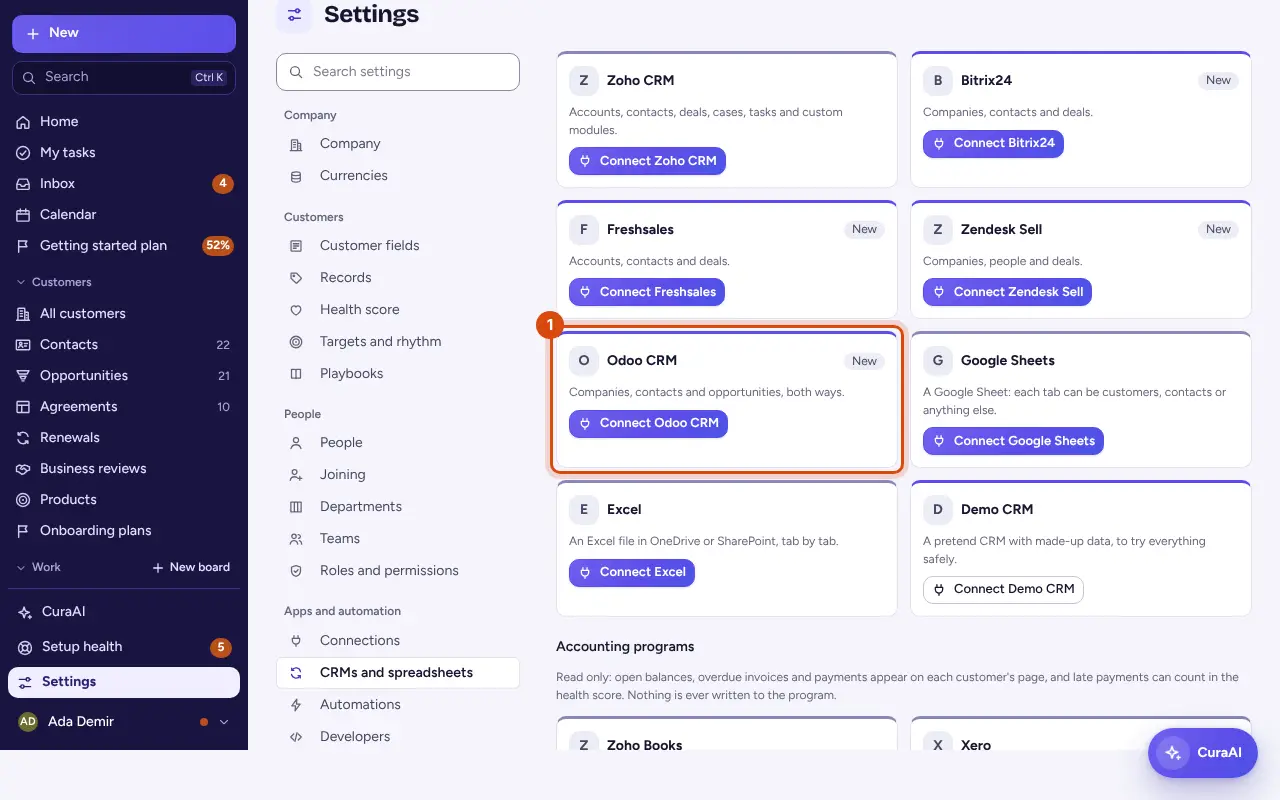 New
Search
Ctrl K
Home
My tasks
Inbox
4
Calendar
Getting started plan
52%
Customers
All customers
Contacts
22
Opportunities
21
Agreements
10
Renewals
Business reviews
Products
Onboarding plans
Work
New board
CuraAI
Setup health
5
Settings
AD
Ada Demir
Settings
Search settings
Company
Company
Currencies
Customers
Customer fields
Records
Health score
Targets and rhythm
Playbooks
People
People
Joining
Departments
Teams
Roles and permissions
Apps and automation
Connections
CRMs and spreadsheets
Automations
Developers
Z
Zoho CRM
Accounts, contacts, deals, cases, tasks and custom
modules.
Connect Zoho CRM
B
Bitrix24
New
Companies, contacts and deals.
Connect Bitrix24
F
Freshsales
New
Accounts, contacts and deals.
Connect Freshsales
Z
Zendesk Sell
New
Companies, people and deals.
Connect Zendesk Sell
1
O
Odoo CRM
New
Companies, contacts and opportunities, both ways.
Connect Odoo CRM
G
Google Sheets
A Google Sheet: each tab can be customers, contacts or
anything else.
Connect Google Sheets
E
Excel
An Excel file in OneDrive or SharePoint, tab by tab.
Connect Excel
D
Demo CRM
A pretend CRM with made-up data, to try everything
safely.
Connect Demo CRM
Accounting programs
Read only: open balances, overdue invoices and payments appear on each customer's page, and late payments can count in the
health score. Nothing is ever written to the program.
Z
Zoho Books
X
Xero
CuraAI